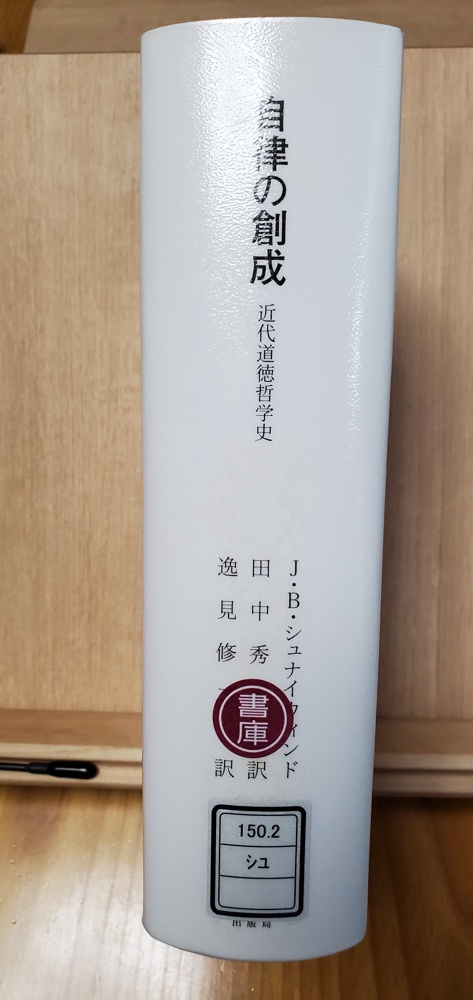 自律の創成
近代道徳哲学史
J・B・シュナイウィンド
田中秀 訳
逸見修 訳
書庫
150.2
シユ
出版局